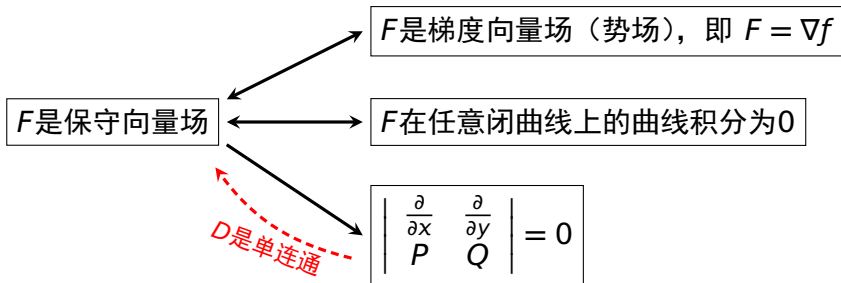 F是梯度向量场（势场），即 F = ∇f
F是保守向量场
F在任意闭曲线上的曲线积分为0
| ∂/∂x ∂/∂y |
| P Q | = 0
D是单连通